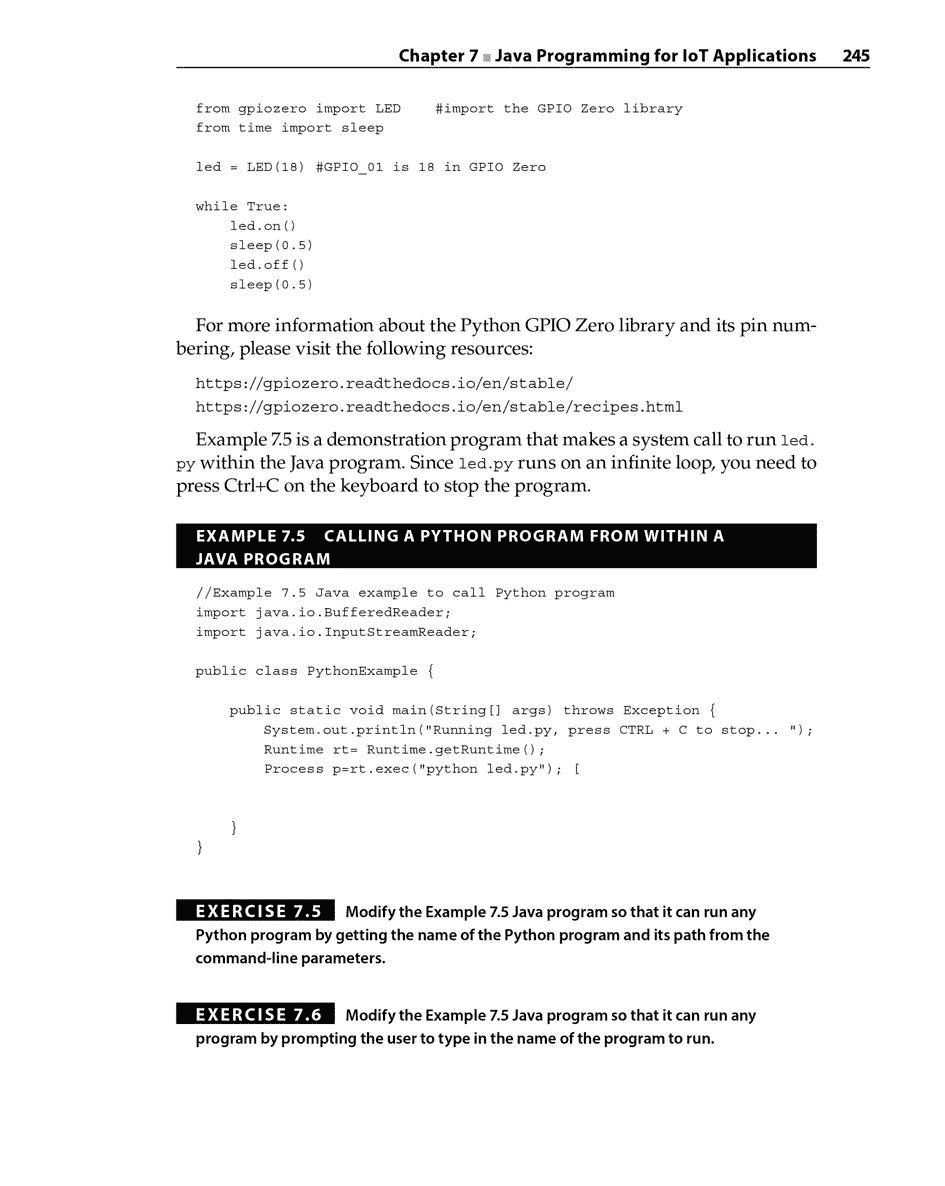 Chapter 7 ■ Java Programming for IoT Applications 245
from gpiozero import LED    #import the GPIO Zero library
from time import sleep
led = LED(18) #GPIO_01 is 18 in GPIO Zero
while True:
    led.on()
    sleep(0.5)
    led.off()
    sleep(0.5)
For more information about the Python GPIO Zero library and its pin num-
bering, please visit the following resources:
https://gpiozero.readthedocs.io/en/stable/
https://gpiozero.readthedocs.io/en/stable/recipes.html
Example 7.5 is a demonstration program that makes a system call to run led.
py within the Java program. Since led.py runs on an infinite loop, you need to
press Ctrl+C on the keyboard to stop the program.
EXAMPLE 7.5 CALLING A PYTHON PROGRAM FROM WITHIN A
JAVA PROGRAM
//Example 7.5 Java example to call Python program
import java.io.BufferedReader;
import java.io.InputStreamReader;
public class PythonExample {
    public static void main(String[] args) throws Exception {
        System.out.println("Running led.py, press CTRL + C to stop... ");
        Runtime rt= Runtime.getRuntime();
        Process p=rt.exec("python led.py"); [
    }
}
EXERCISE 7.5 Modify the Example 7.5 Java program so that it can run any
Python program by getting the name of the Python program and its path from the
command-line parameters.
EXERCISE 7.6 Modify the Example 7.5 Java program so that it can run any
program by prompting the user to type in the name of the program to run.